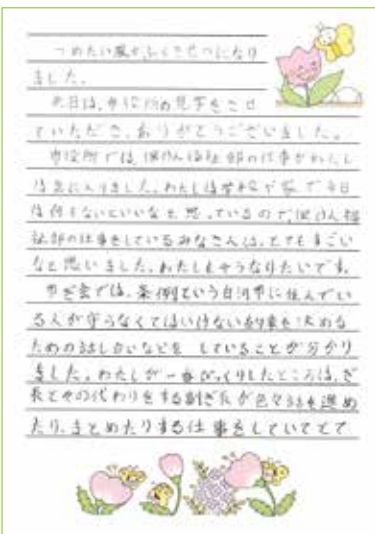 つめたい風がふくきせつになり
ました。
先日は、市役所の見学をさせ
ていただき、ありがとうございました。
市役所では、保けん福祉部の仕事がわたし
は気に入りました。わたしは学校や家で今日
は何もないといいなと思っているので、保けん福
祉部の仕事をしているみなさんは、とてもすごい
なと思いました。わたしもそうなりたいです。
市ぎ会では、条例という白河市に住んでい
る人が守らなくてはいけない約束を決める
ための話し合いなどをしていることが分かり
ました。わたしが一番びっくりしたところは、ぎ
長とその代わりをする副ぎ長が色々話を進め
たり、まとめたりする仕事をしていてとて